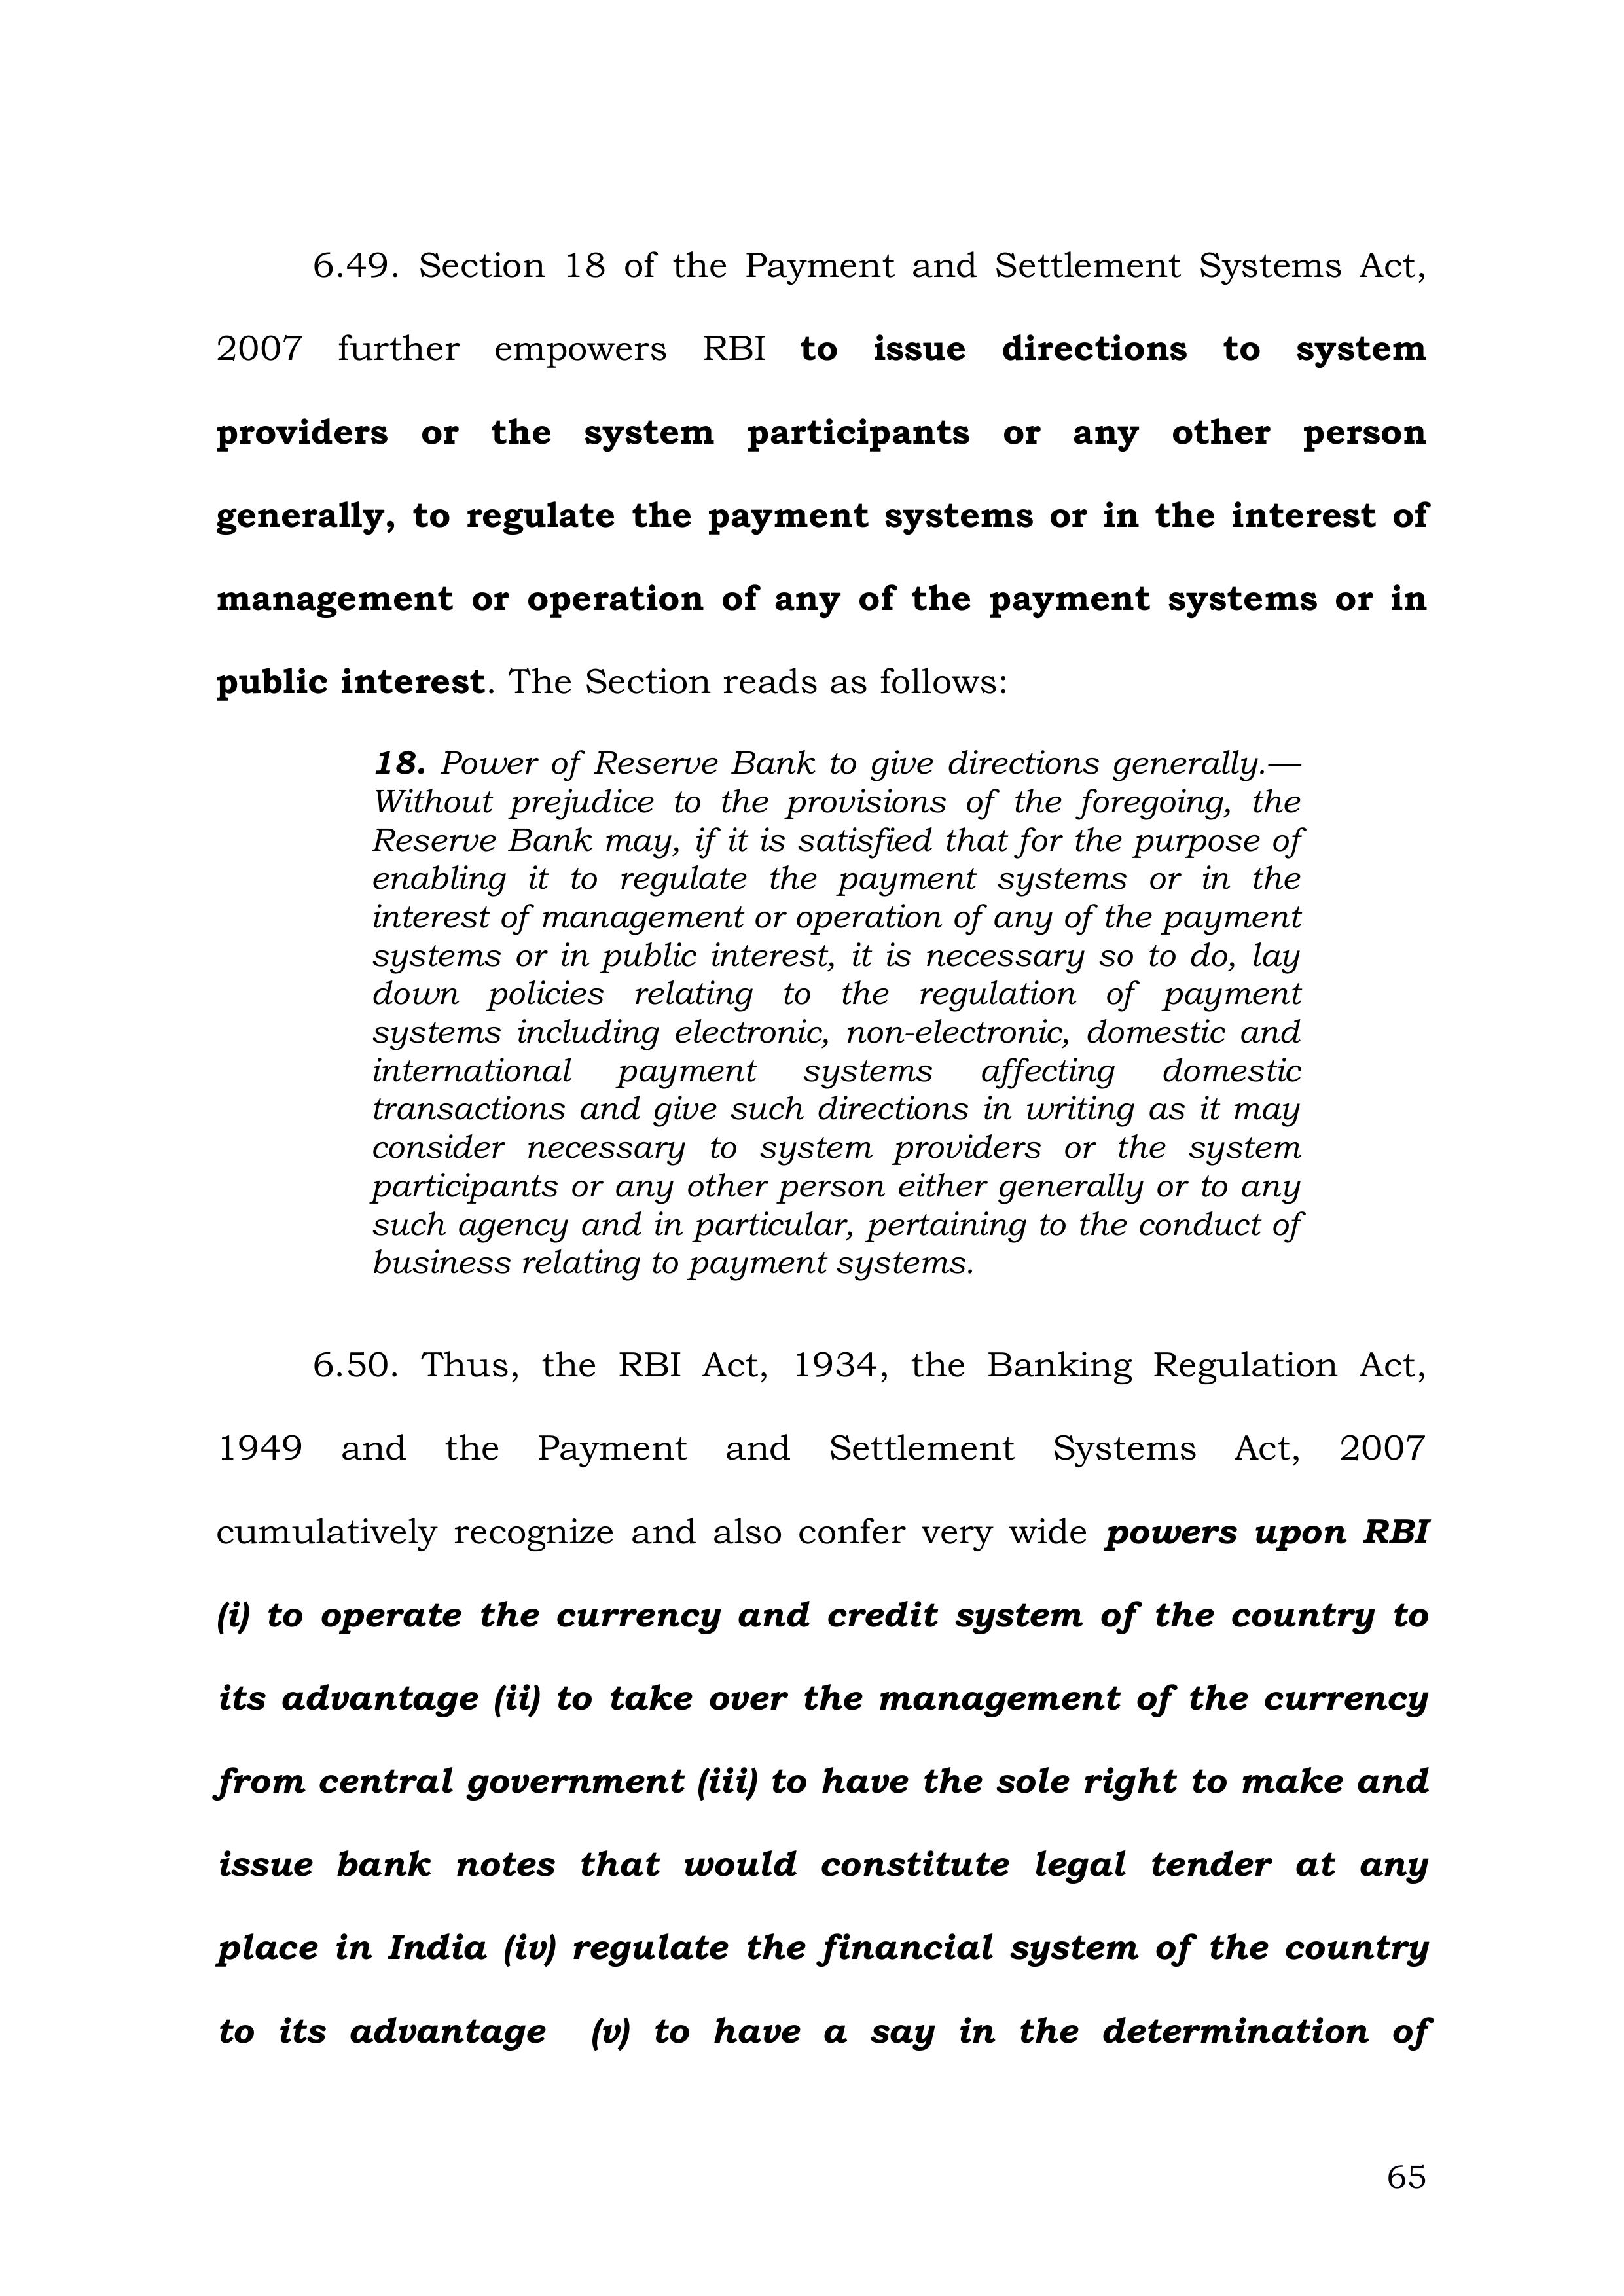 6.49. Section 18 of the Payment and Settlement Systems Act,
2007 further empowers RBI to issue directions to system
providers or the system participants or any other person
generally, to regulate the payment systems or in the interest of
management or operation of any of the payment systems or in
public interest. The Section reads as follows:
18. Power of Reserve Bank to give directions generally.—
Without prejudice to the provisions of the foregoing, the
Reserve Bank may, if it is satisfied that for the purpose of
enabling it to regulate the payment systems or in the
interest of management or operation of any of the payment
systems or in public interest, it is necessary so to do, lay
down policies relating to the regulation of payment
systems including electronic, non-electronic, domestic and
international payment systems affecting domestic
transactions and give such directions in writing as it may
consider necessary to system providers or the system
participants or any other person either generally or to any
such agency and in particular, pertaining to the conduct of
business relating to payment systems.
6.50. Thus, the RBI Act, 1934, the Banking Regulation Act,
1949 and the Payment and Settlement Systems Act, 2007
cumulatively recognize and also confer very wide powers upon RBI
(i) to operate the currency and credit system of the country to
its advantage (ii) to take over the management of the currency
from central government (iii) to have the sole right to make and
issue bank notes that would constitute legal tender at any
place in India (iv) regulate the financial system of the country
to its advantage (v) to have a say in the determination of
65